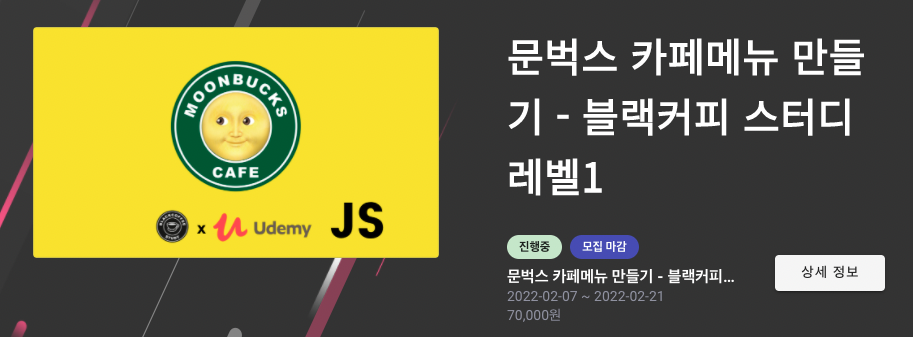 MOONBUCKS
CAFE
x Udemy JS
문벅스 카페메뉴 만들
기 - 블랙커피 스터디
레벨1
진행중 모집 마감
문벅스 카페메뉴 만들기 - 블랙커피...
2022-02-07 ~ 2022-02-21
70,000원
상세 정보